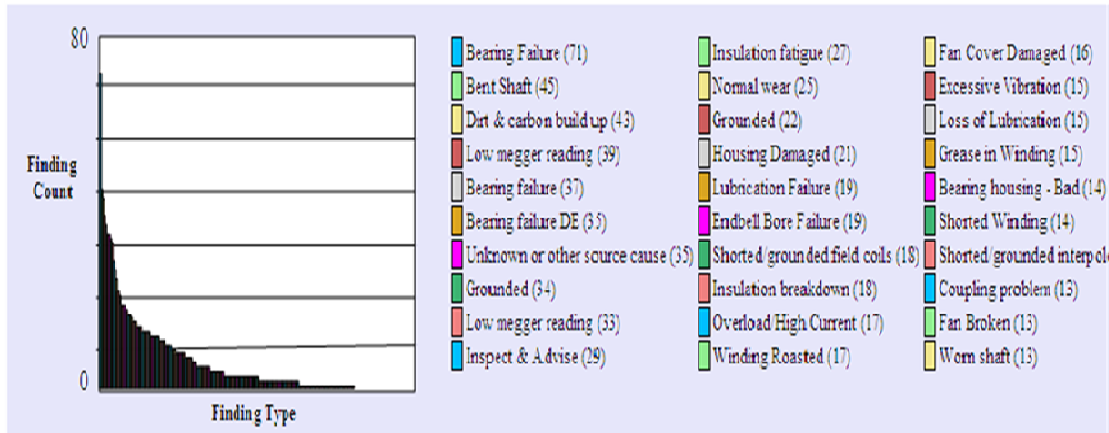 80
Finding
Count
0
Finding Type
Bearing Failure (71)
Bent Shaft (45)
Dirt & carbon build up (43)
Low megger reading (39)
Bearing failure (37)
Bearing failure DE (35)
Unknown or other source cause (35)
Grounded (34)
Low megger reading (33)
Inspect & Advise (29)
Insulation fatigue (27)
Normal wear (25)
Grounded (22)
Housing Damaged (21)
Lubrication Failure (19)
Endbell Bore Failure (19)
Shorted/grounded field coils (18)
Insulation breakdown (18)
Overload/High Current (17)
Winding Roasted (17)
Fan Cover Damaged (16)
Excessive Vibration (15)
Loss of Lubrication (15)
Grease in Winding (15)
Bearing housing - Bad (14)
Shorted Winding (14)
Shorted/grounded interpol
Coupling problem (13)
Fan Broken (13)
Worn shaft (13)